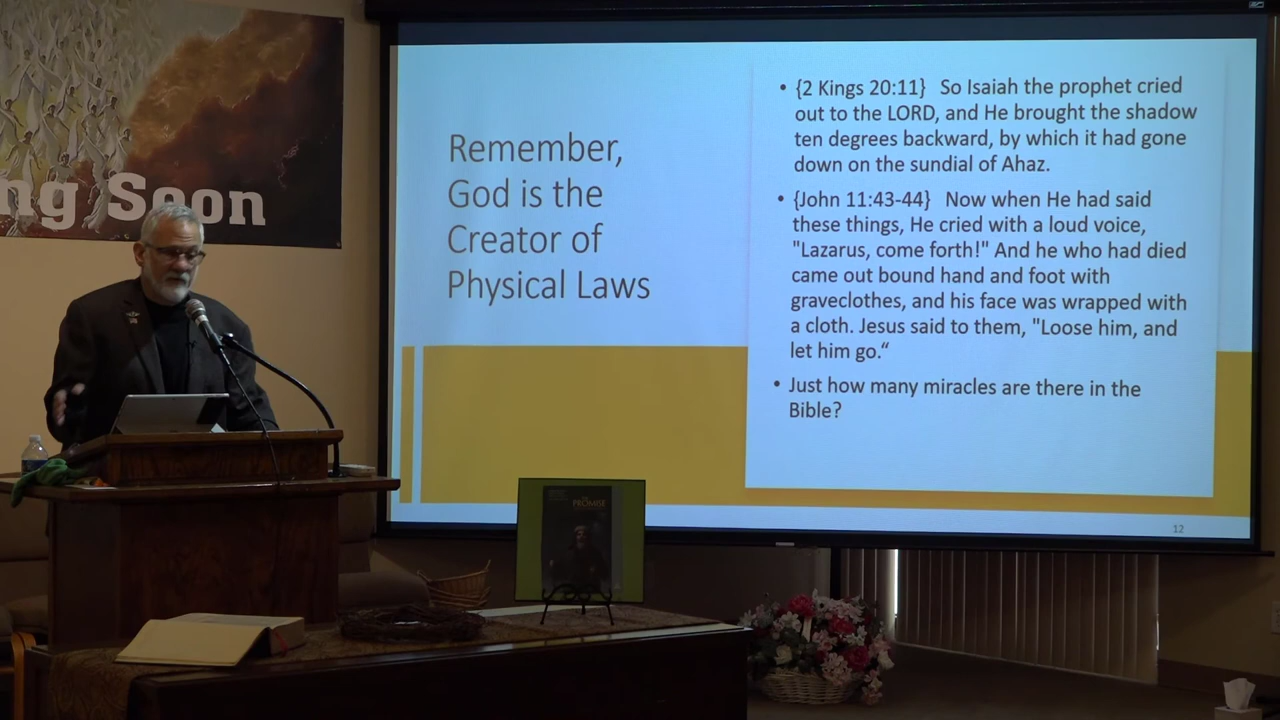 ng Soon
Remember,
God is the
Creator of
Physical Laws
• {2 Kings 20:11} So Isaiah the prophet cried
out to the LORD, and He brought the shadow
ten degrees backward, by which it had gone
down on the sundial of Ahaz.
• {John 11:43-44} Now when He had said
these things, He cried with a loud voice,
"Lazarus, come forth!" And he who had died
came out bound hand and foot with
graveclothes, and his face was wrapped with
a cloth. Jesus said to them, "Loose him, and
let him go.“
• Just how many miracles are there in the
Bible?
12
PROMISE